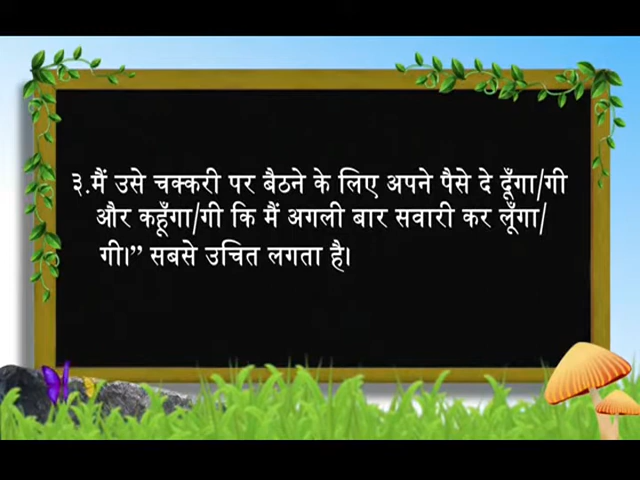 ३.मैं उसे चक्करी पर बैठने के लिए अपने पैसे दे दूँगा/गी
और कहूँगा/गी कि मैं अगली बार सवारी कर लूँगा/
गी।” सबसे उचित लगता है।